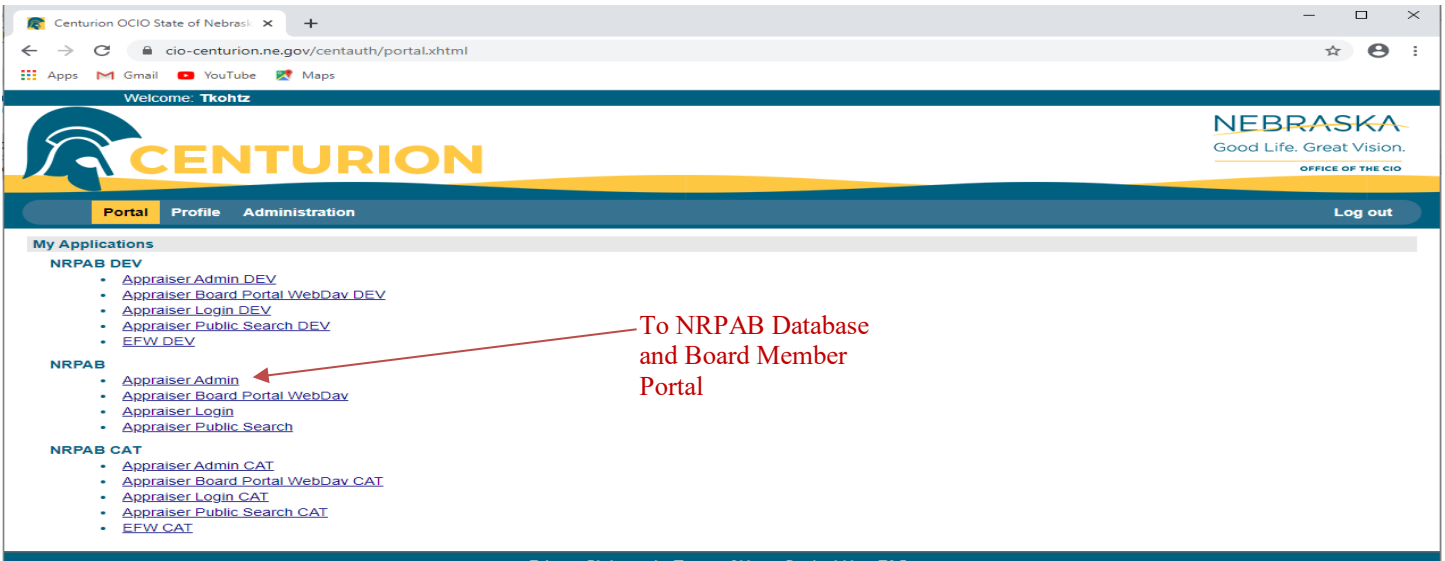 Centurion OCIO State of Nebrask
cio-centurion.ne.gov/centauth/portal.xhtml
Apps Gmail YouTube Maps
Welcome: Tkohtz
CENTURION
NEBRASKA
Good Life. Great Vision.
OFFICE OF THE CIO
Portal Profile Administration Log out
My Applications
NRPAB DEV
• Appraiser Admin DEV
• Appraiser Board Portal WebDav DEV
• Appraiser Login DEV
• Appraiser Public Search DEV
• EFW DEV
To NRPAB Database
and Board Member
Portal
NRPAB
• Appraiser Admin
• Appraiser Board Portal WebDav
• Appraiser Login
• Appraiser Public Search
NRPAB CAT
• Appraiser Admin CAT
• Appraiser Board Portal WebDav CAT
• Appraiser Login CAT
• Appraiser Public Search CAT
• EFW CAT